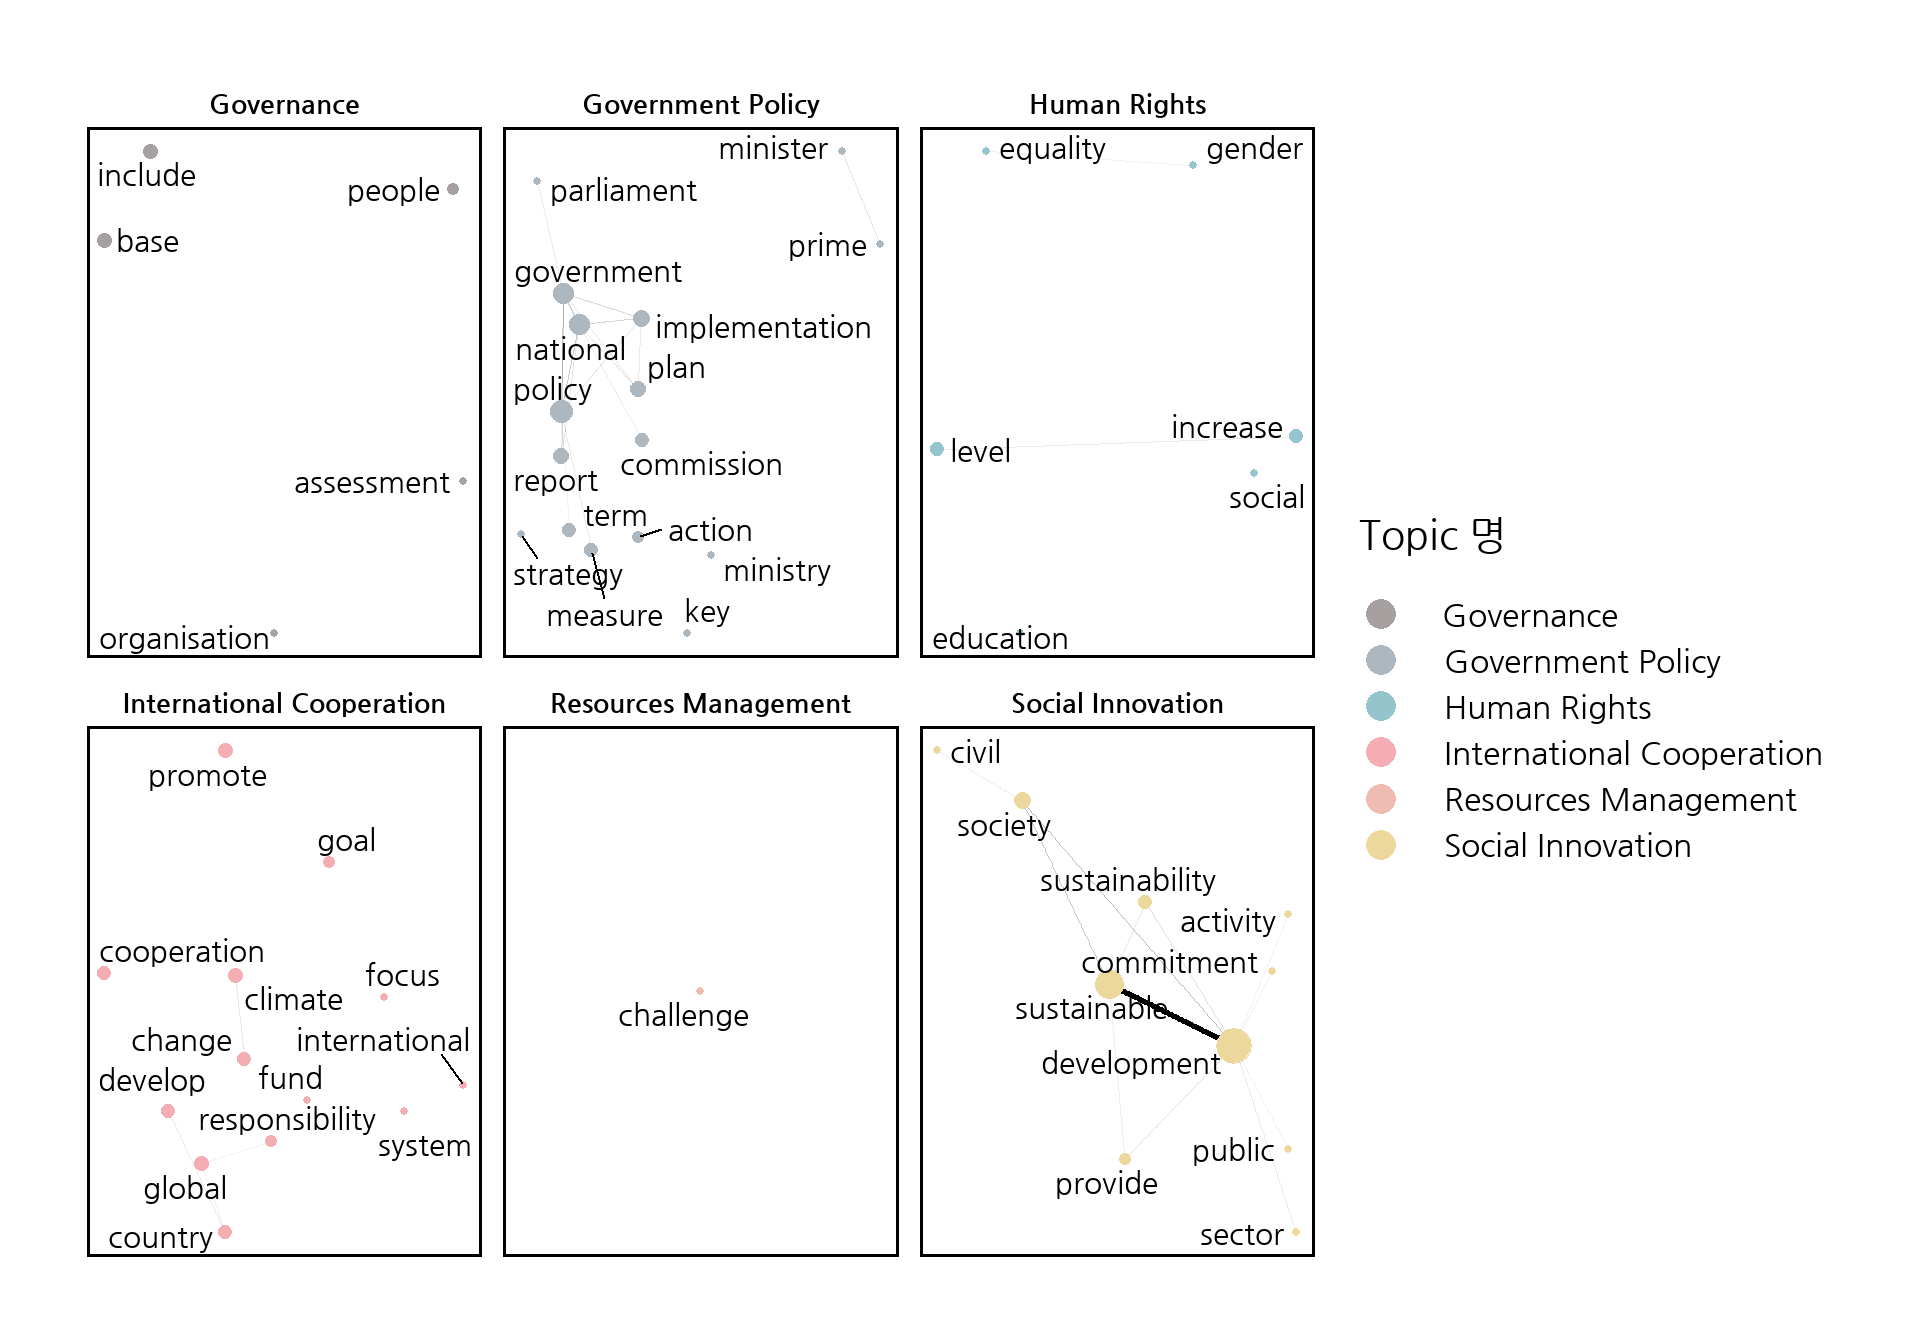 Governance
include
people
base
assessment
organisation
Government Policy
minister
parliament
prime
government
implementation
national
plan
policy
commission
report
term
action
strategy
ministry
measure
key
Human Rights
equality
gender
increase
level
social
education
International Cooperation
promote
goal
cooperation
focus
climate
change
international
develop
fund
responsibility
system
global
country
Resources Management
challenge
Social Innovation
civil
society
sustainability
activity
commitment
sustainable
development
public
provide
sector
Topic 명
Governance
Government Policy
Human Rights
International Cooperation
Resources Management
Social Innovation